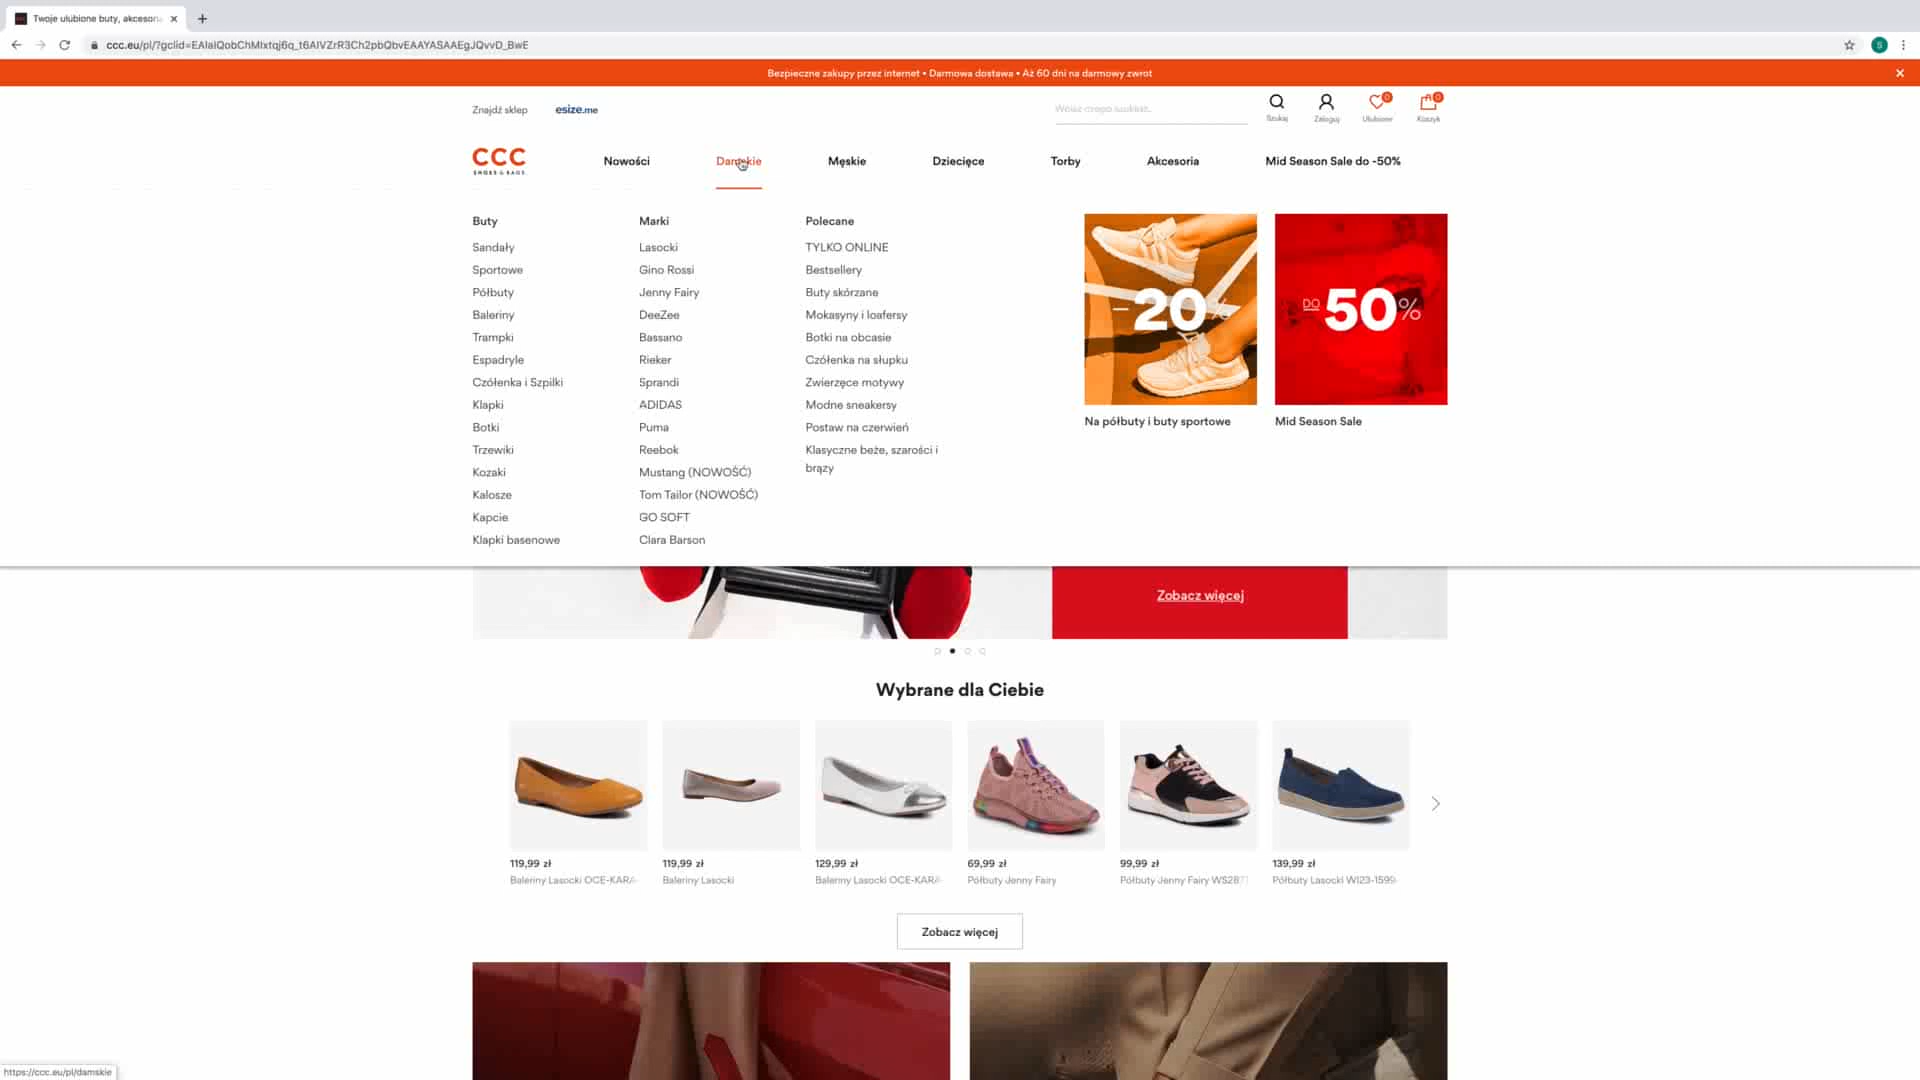 Twoje ulubione buty, akcesoria
ccc.eu/pl/?gclid=EAIaIQobChMIxtqj6q_t6AIVZrR3Ch2pbQbvEAAYASAAEgJQvvD_BwE
S
Bezpieczne zakupy przez internet • Darmowa dostawa • Aż 60 dni na darmowy zwrot
Znajdź sklep
esize.me
Wpisz czego szukasz...
Szukaj
Zaloguj
0
Ulubione
0
Koszyk
CCC
SHOES & BAGS
Nowości
Damskie
Męskie
Dziecięce
Torby
Akcesoria
Mid Season Sale do -50%
Buty
Sandały
Sportowe
Półbuty
Baleriny
Trampki
Espadryle
Czółenka i Szpilki
Klapki
Botki
Trzewiki
Kozaki
Kalosze
Kapcie
Klapki basenowe
Marki
Lasocki
Gino Rossi
Jenny Fairy
DeeZee
Bassano
Rieker
Sprandi
ADIDAS
Puma
Reebok
Mustang (NOWOŚĆ)
Tom Tailor (NOWOŚĆ)
GO SOFT
Clara Barson
Polecane
TYLKO ONLINE
Bestsellery
Buty skórzane
Mokasyny i loafersy
Botki na obcasie
Czółenka na słupku
Zwierzęce motywy
Modne sneakersy
Postaw na czerwień
Klasyczne beże, szarości i
brązy
-20%
Na półbuty i buty sportowe
DO 50%
Mid Season Sale
Zobacz więcej
Wybrane dla Ciebie
119,99 zł
Baleriny Lasocki OCE-KARA-
119,99 zł
Baleriny Lasocki
129,99 zł
Baleriny Lasocki OCE-KARA-
69,99 zł
Półbuty Jenny Fairy
99,99 zł
Półbuty Jenny Fairy WS2871
139,99 zł
Półbuty Lasocki WI23-1599-
Zobacz więcej
https://ccc.eu/pl/damskie